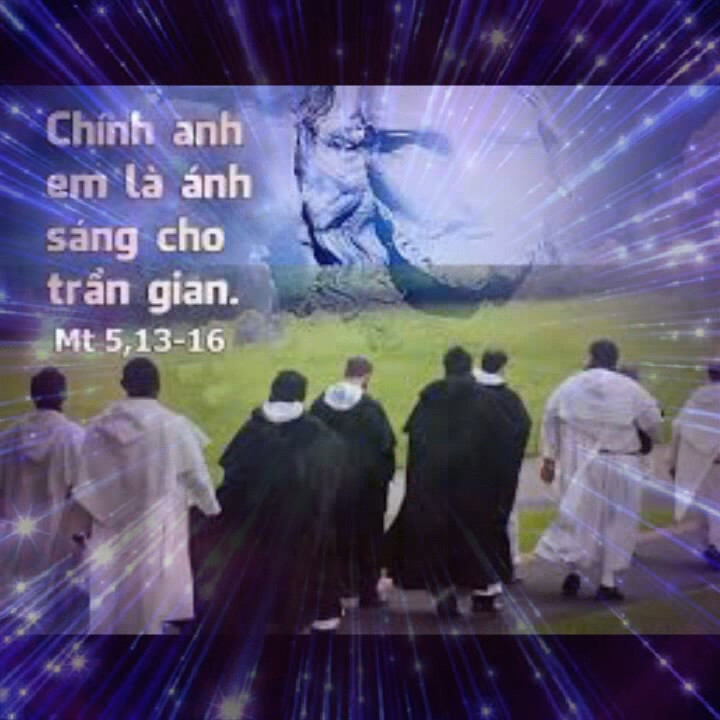 Chính anh
em là ánh
sáng cho
trần gian.
Mt 5,13-16